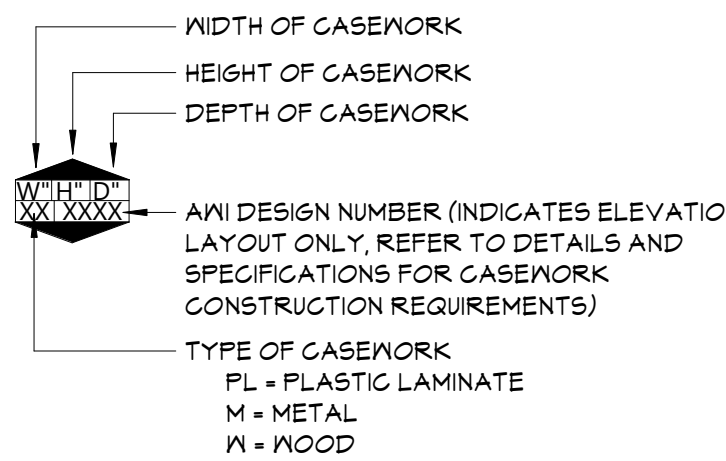 WIDTH OF CASEWORK
HEIGHT OF CASEWORK
DEPTH OF CASEWORK
W" H" D"
XX XXXX
AWI DESIGN NUMBER (INDICATES ELEVATIO
LAYOUT ONLY, REFER TO DETAILS AND
SPECIFICATIONS FOR CASEWORK
CONSTRUCTION REQUIREMENTS)
TYPE OF CASEWORK
PL = PLASTIC LAMINATE
M = METAL
W = WOOD